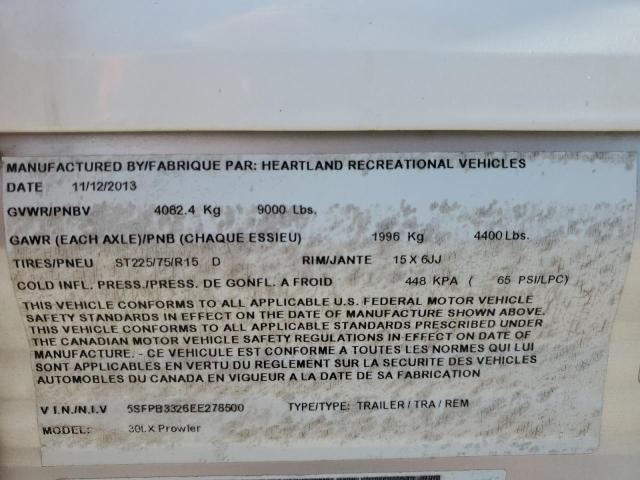 MANUFACTURED BY/FABRIQUE PAR: HEARTLAND RECREATIONAL VEHICLES
DATE 11/12/2013
GVWR/PNBV 4082.4 Kg 9000 Lbs.
GAWR (EACH AXLE)/PNB (CHAQUE ESSIEU) 1996 Kg 4400 Lbs.
TIRES/PNEU ST225/75/R15 D RIM/JANTE 15 X 6JJ
COLD INFL. PRESS./PRESS. DE GONFL. A FROID 448 KPA ( 65 PSI/LPC)
THIS VEHICLE CONFORMS TO ALL APPLICABLE U.S. FEDERAL MOTOR VEHICLE
SAFETY STANDARDS IN EFFECT ON THE DATE OF MANUFACTURE SHOWN ABOVE.
THIS VEHICLE CONFORMS TO ALL APPLICABLE STANDARDS PRESCRIBED UNDER
THE CANADIAN MOTOR VEHICLE SAFETY REGULATIONS IN EFFECT ON DATE OF
MANUFACTURE. - CE VEHICULE EST CONFORME A TOUTES LES NORMES QUI LUI
SONT APPLICABLES EN VERTU DU REGLEMENT SUR LA SECURITE DES VEHICLES
AUTOMOBILES DU CANADA EN VIGUEUR A LA DATE DE SA FABRICATION
V I.N./N.I.V 5SFPB3326EE278500 TYPE/TYPE: TRAILER / TRA / REM
MODEL: 30LX Prowler